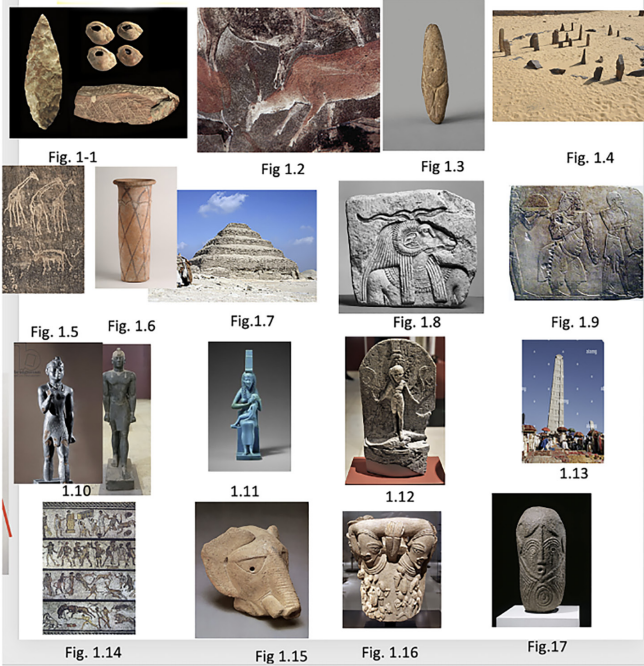 Fig. 1-1
Fig 1.2
Fig 1.3
Fig. 1.4
Fig. 1.5
Fig. 1.6
Fig.1.7
Fig. 1.8
Fig. 1.9
1.10
1.11
1.12
1.13
Fig. 1.14
Fig 1.15
Fig. 1.16
Fig.17